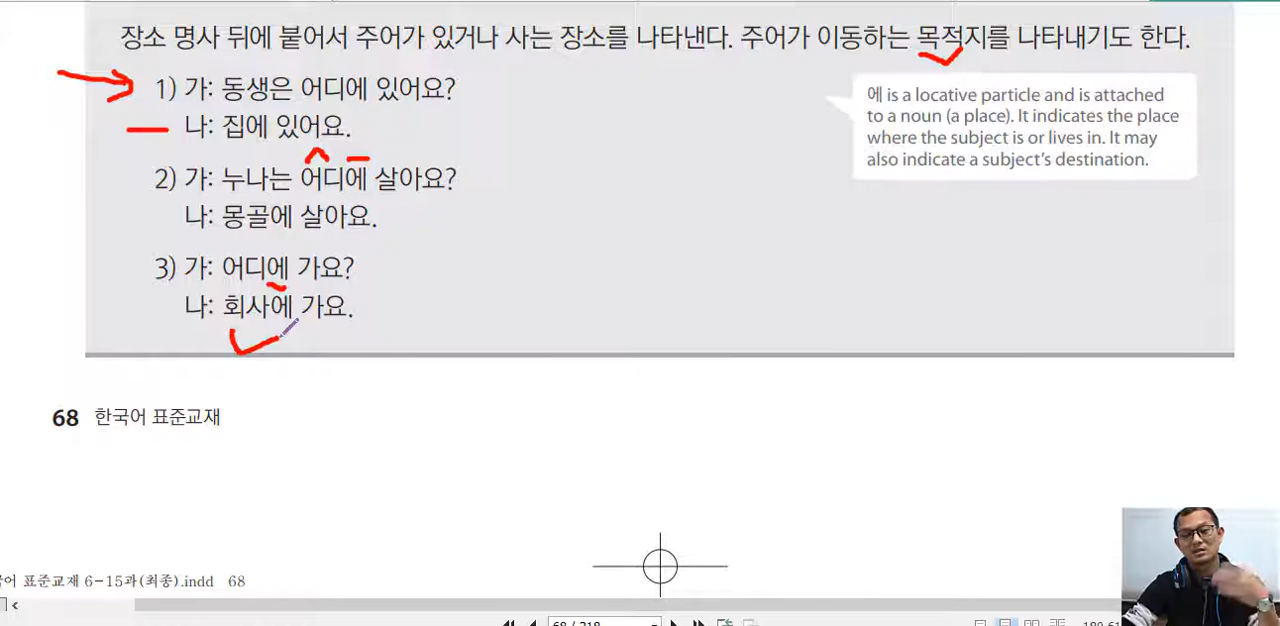 장소 명사 뒤에 붙어서 주어가 있거나 사는 장소를 나타낸다. 주어가 이동하는 목적지를 나타내기도 한다.
1) 가: 동생은 어디에 있어요?
나: 집에 있어요.
2) 가: 누나는 어디에 살아요?
나: 몽골에 살아요.
3) 가: 어디에 가요?
나: 회사에 가요.
에 is a locative particle and is attached
to a noun (a place). It indicates the place
where the subject is or lives in. It may
also indicate a subject's destination.
68 한국어 표준교재
어 표준교재 6-15과(최종).indd 68
68 / 218